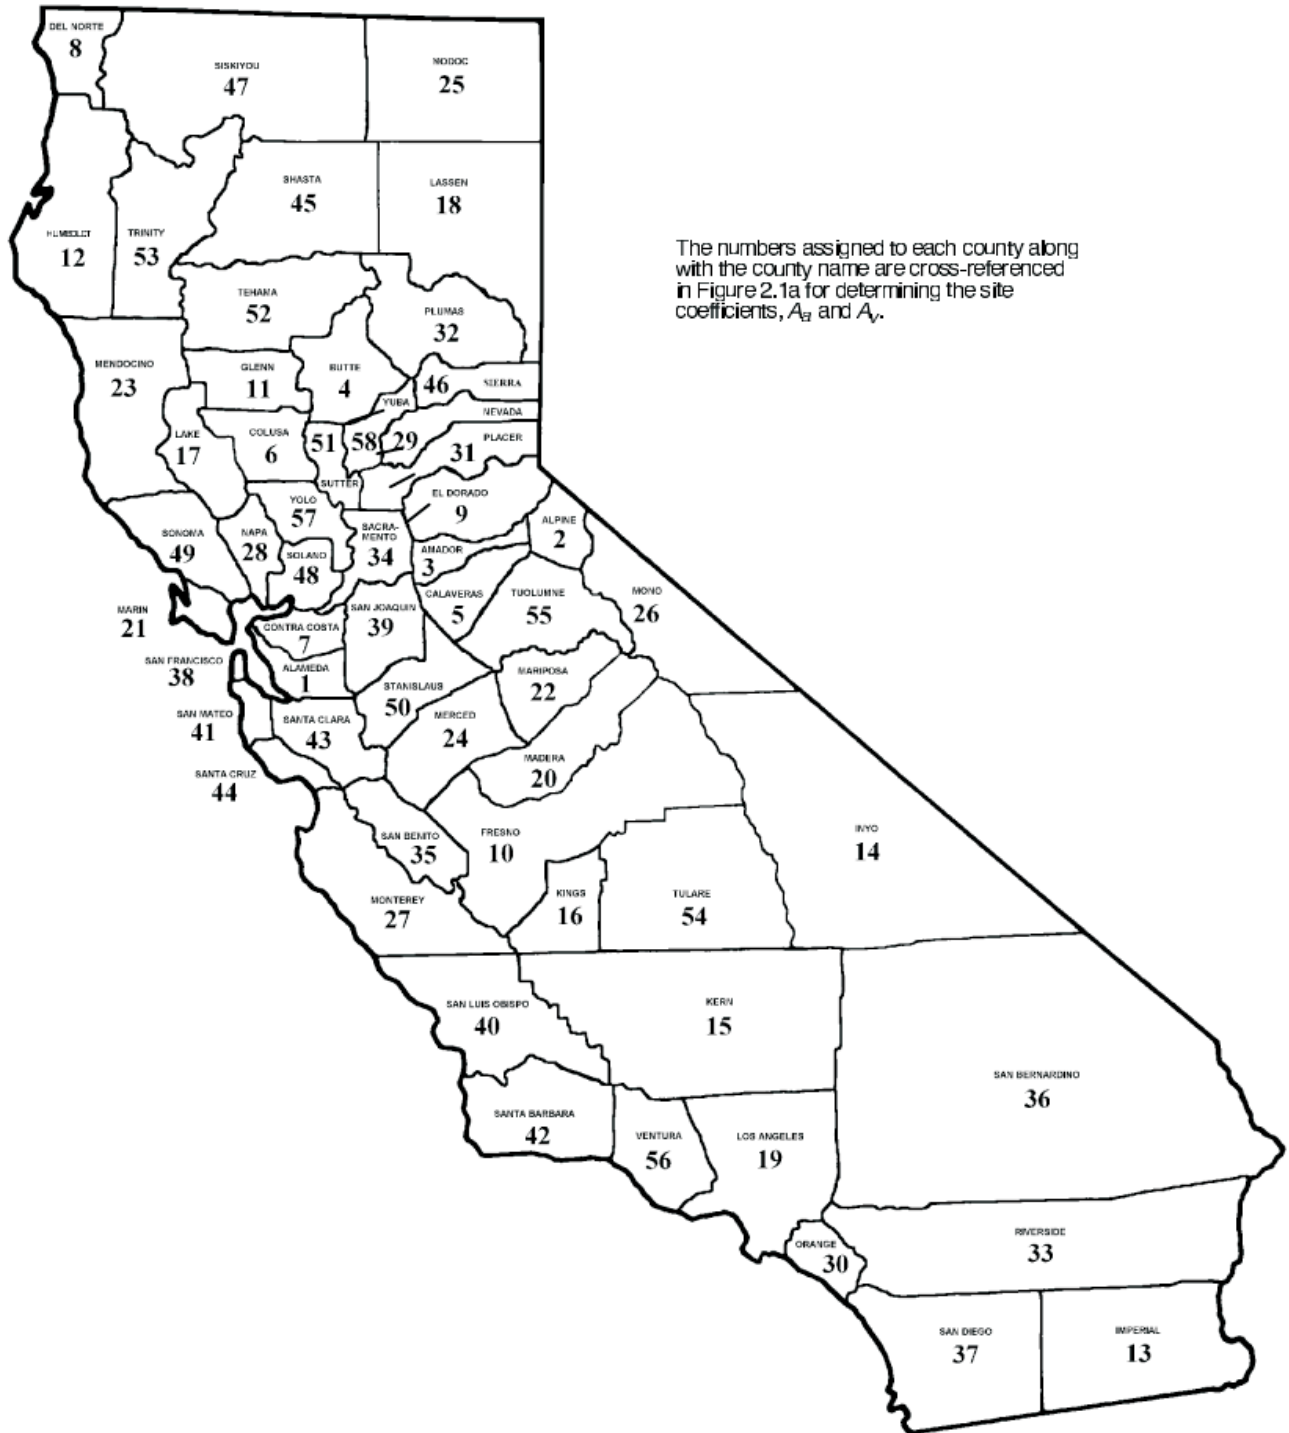 DEL NORTE
8
SISKIYOU
47
MODOC
25
SHASTA
45
LASSEN
18
HUMBOLCT
12
TRINITY
53
The numbers assigned to each county along
with the county name are cross-referenced
in Figure 2.1a for determining the site
coefficients, Aa and Av.
TEHAMA
52
PLUMAS
32
MENDOCINO
23
GLENN
11
BUTTE
4
46 SIERRA
YUBA
NEVADA
LAKE
17
COLUSA
6
51
58
29
31 PLACER
SUTTER
YOLO
57
EL DORADO
9
SONOMA
49
NAPA
28
SACRA-
MENTO
34
ALPINE
2
SOLANO
48
AMADOR
3
MARIN
21
CONTRA COSTA
7
SAN JOAQUIN
39
CALAVERAS
5
TUOLUMNE
55
MONO
26
SAN FRANCISCO
38
ALAMEDA
1
STANISLAUS
50
MARIPOSA
22
SAN MATEO
41
SANTA CLARA
43
MERCED
24
SANTA CRUZ
44
MADERA
20
SAN BENITO
35
FRESNO
10
INYO
14
MONTEREY
27
KINGS
16
TULARE
54
SAN LUIS OBISPO
40
KERN
15
SAN BERNARDINO
36
SANTA BARBARA
42
VENTURA
56
LOS ANGELES
19
ORANGE
30
RIVERSIDE
33
SAN DIEGO
37
IMPERIAL
13